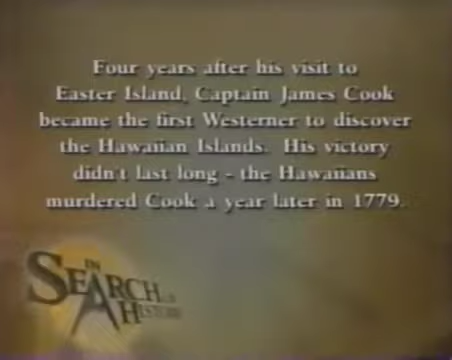 Four years after his visit to
Easter Island, Captain James Cook
became the first Westerner to discover
the Hawaiian Islands. His victory
didn't last long - the Hawaiians
murdered Cook a year later in 1779.
IN
SEARCH OF
HISTORY